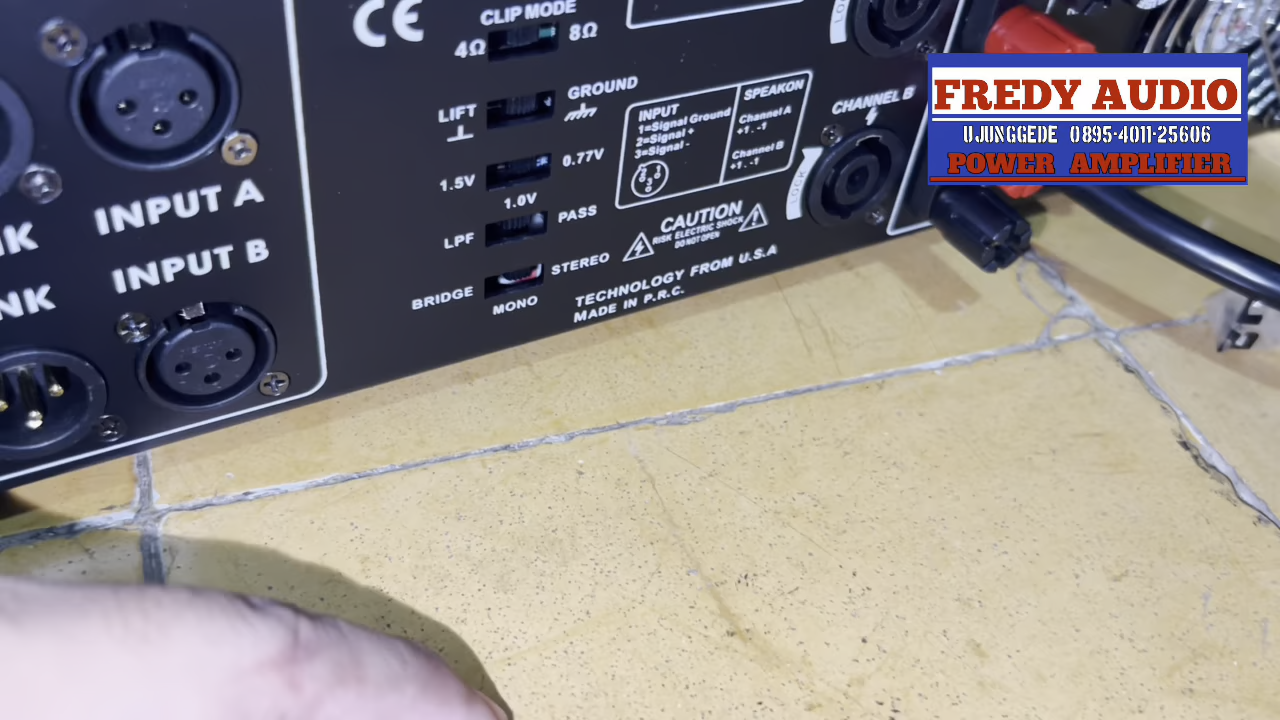 CE
CLIP MODE
4Ω
8Ω
LIFT
GROUND
1.5V
0.77V
1.0V
LPF
PASS
BRIDGE
STEREO
MONO
INPUT
1=Signal Ground
2=Signal +
3=Signal -
SPEAKON
Channel A
+1 . -1
Channel B
+1 . -1
CAUTION
RISK ELECTRIC SHOCK
DO NOT OPEN
TECHNOLOGY FROM U.S.A
MADE IN P.R.C.
CHANNEL B
LOCK
INPUT A
INPUT B
NK
NK
FREDY AUDIO
UJUNGGEDE 0895-4011-25606
POWER AMPLIFIER